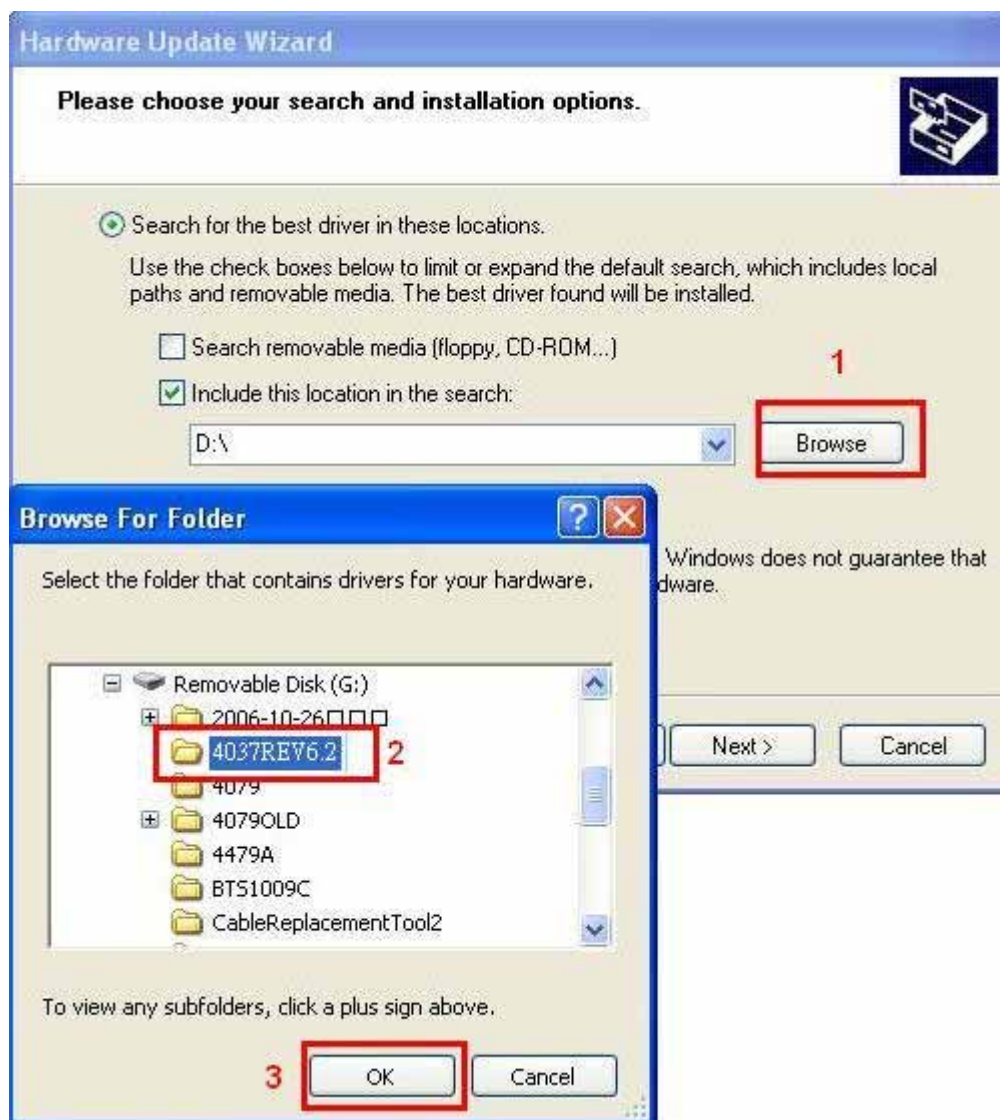 Hardware Update Wizard
Please choose your search and installation options.
Search for the best driver in these locations.
Use the check boxes below to limit or expand the default search, which includes local
paths and removable media. The best driver found will be installed.
Search removable media (floppy, CD-ROM...)
Include this location in the search:
1
D:\
Browse
Browse For Folder
Windows does not guarantee that
dware.
Select the folder that contains drivers for your hardware.
Removable Disk (G:)
2006-10-26□□□
4037REV6.2
2
4079
4079OLD
4479A
BTS1009C
CableReplacementTool2
Next >
Cancel
To view any subfolders, click a plus sign above.
3
OK
Cancel